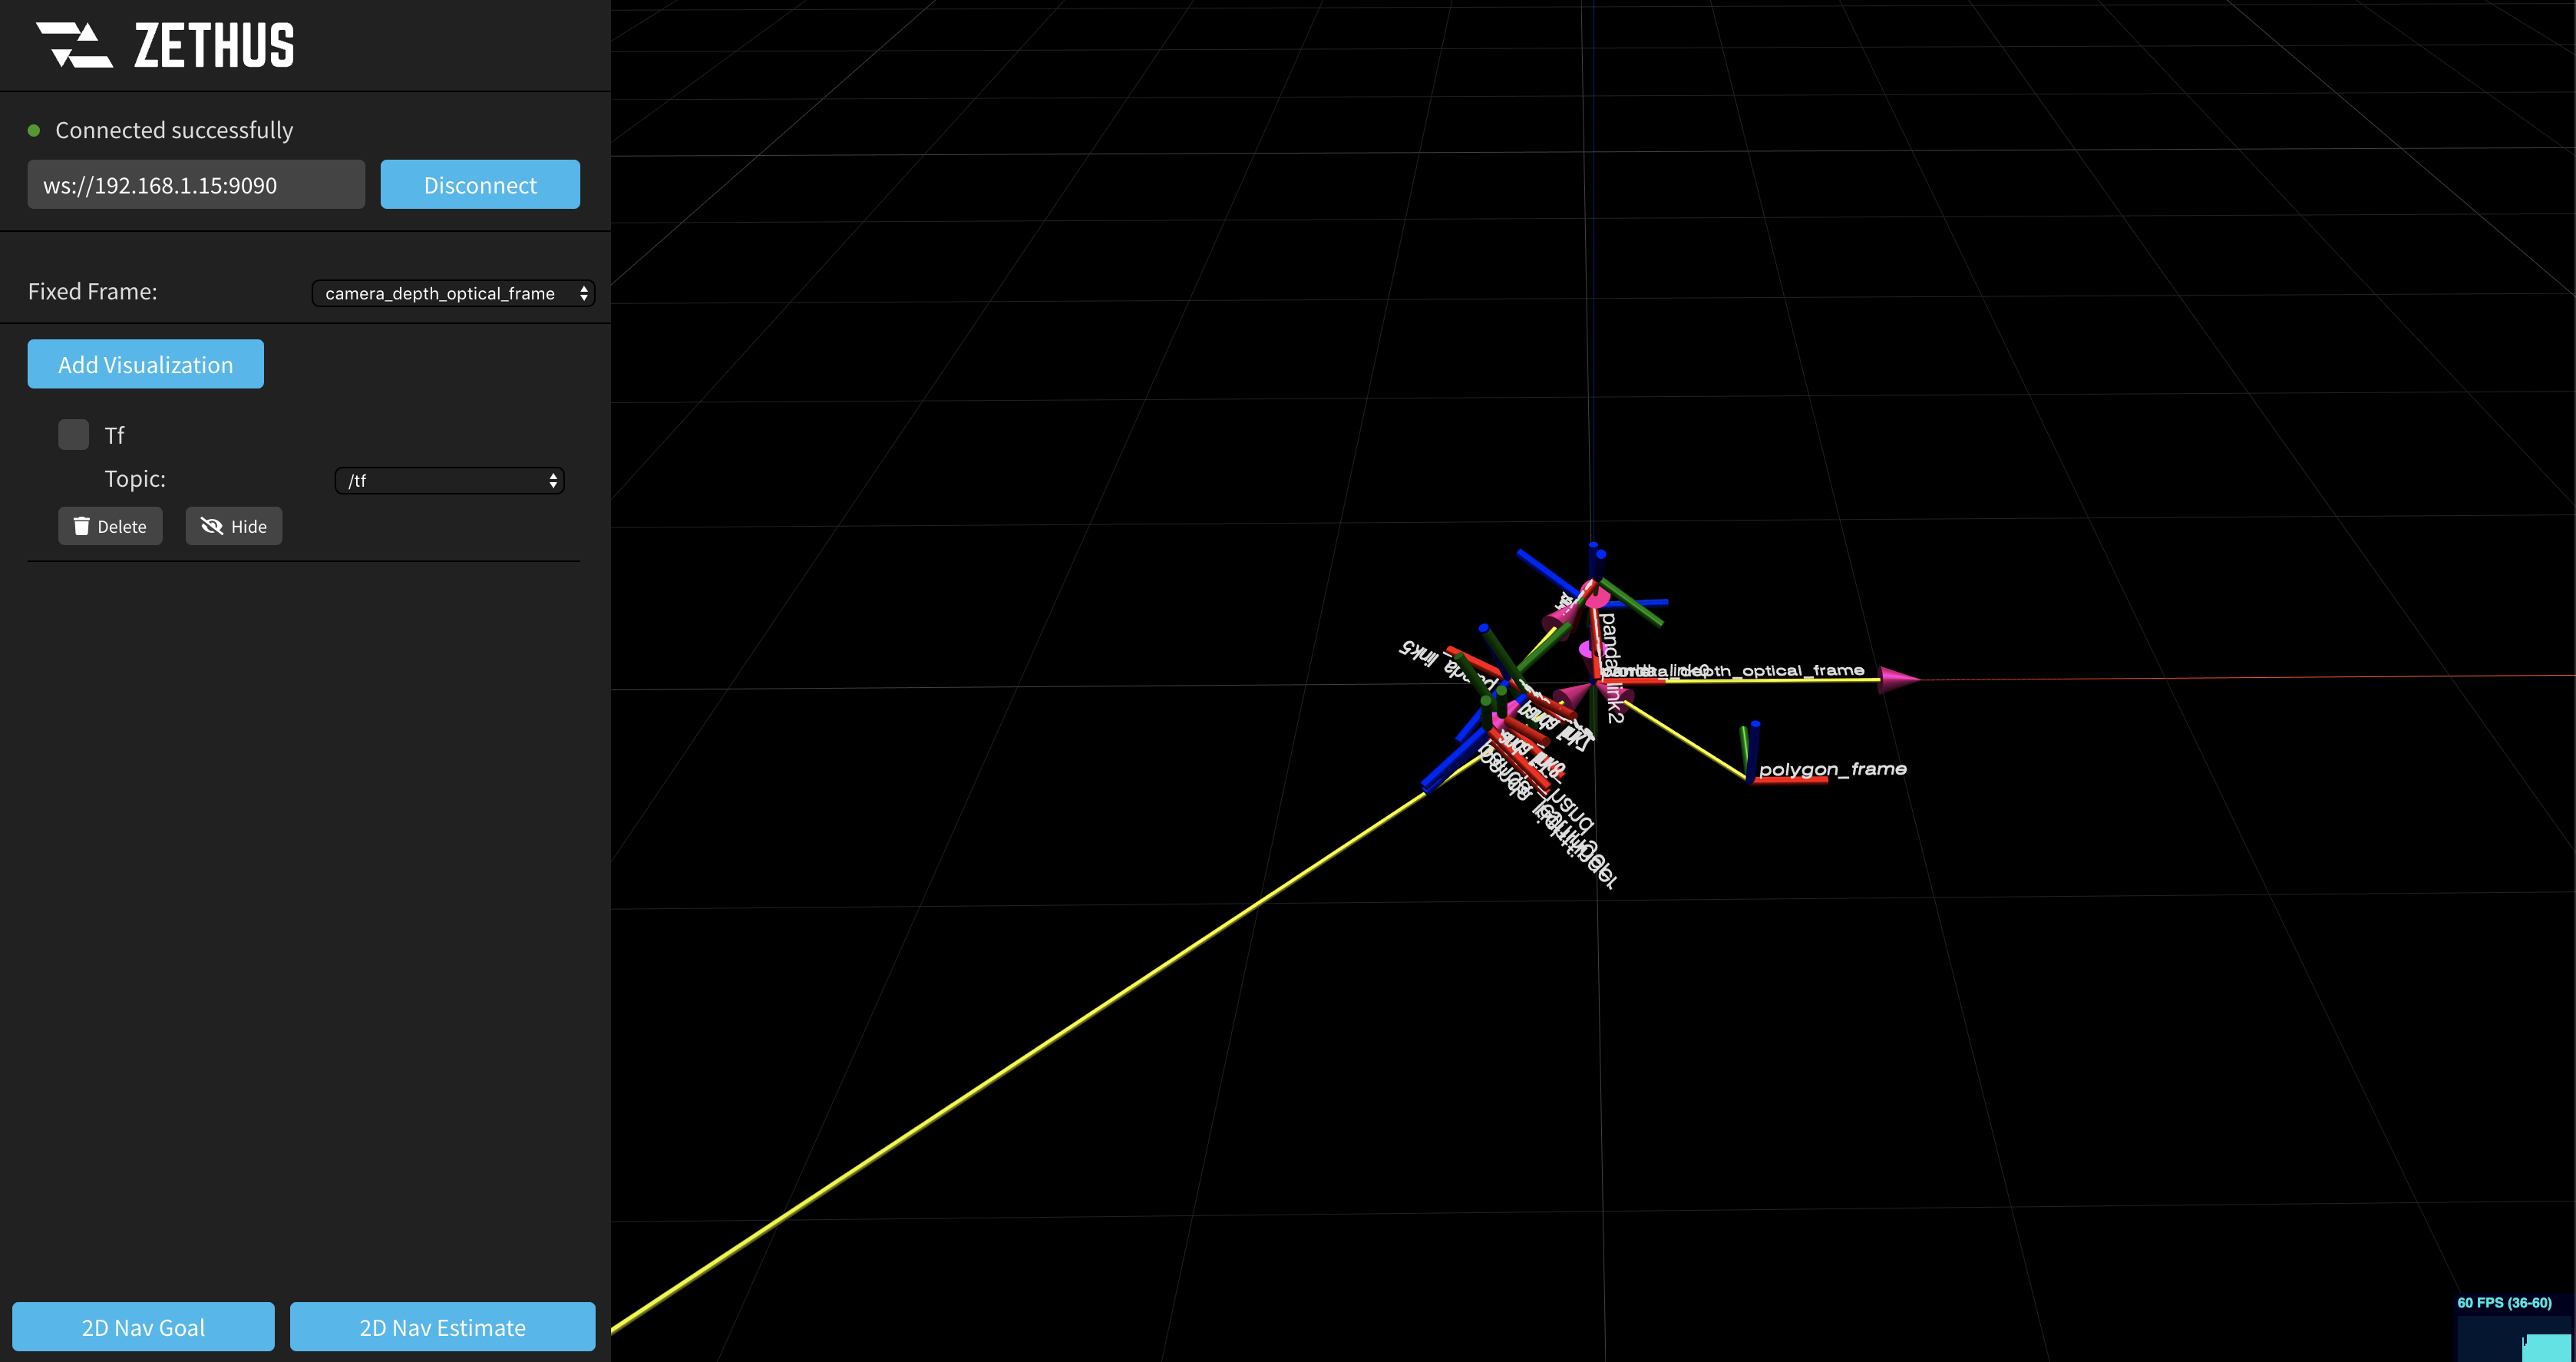 ZETHUS
Connected successfully
ws://192.168.1.15:9090
Disconnect
Fixed Frame:
camera_depth_optical_frame
Add Visualization
Tf
Topic:
/tf
Delete
Hide
panda_link5
panda_link2
camera_depth_optical_frame
polygon_frame
2D Nav Goal
2D Nav Estimate
60 FPS (36-60)